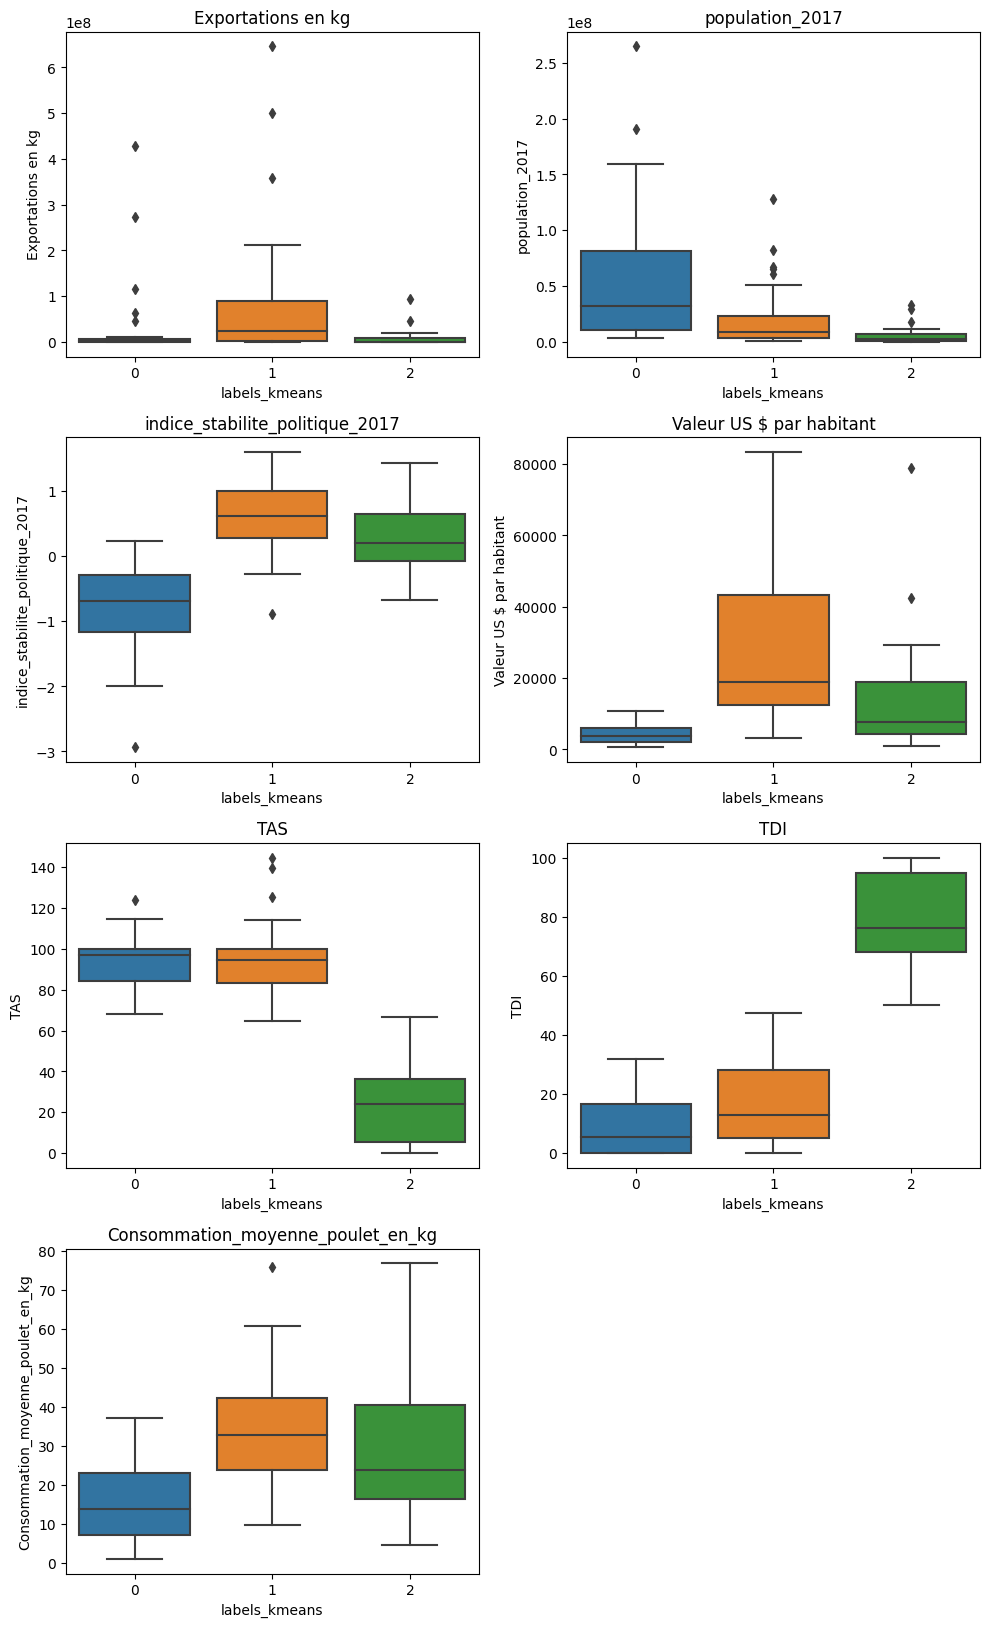 Exportations en kg
1e8
Exportations en kg
6
5
4
3
2
1
0
0 1 2
labels_kmeans
population_2017
1e8
population_2017
2.5
2.0
1.5
1.0
0.5
0.0
0 1 2
labels_kmeans
indice_stabilite_politique_2017
indice_stabilite_politique_2017
1
0
−1
−2
−3
0 1 2
labels_kmeans
Valeur US $ par habitant
Valeur US $ par habitant
80000
60000
40000
20000
0
0 1 2
labels_kmeans
TAS
TAS
140
120
100
80
60
40
20
0
0 1 2
labels_kmeans
TDI
TDI
100
80
60
40
20
0
0 1 2
labels_kmeans
Consommation_moyenne_poulet_en_kg
Consommation_moyenne_poulet_en_kg
80
70
60
50
40
30
20
10
0
0 1 2
labels_kmeans